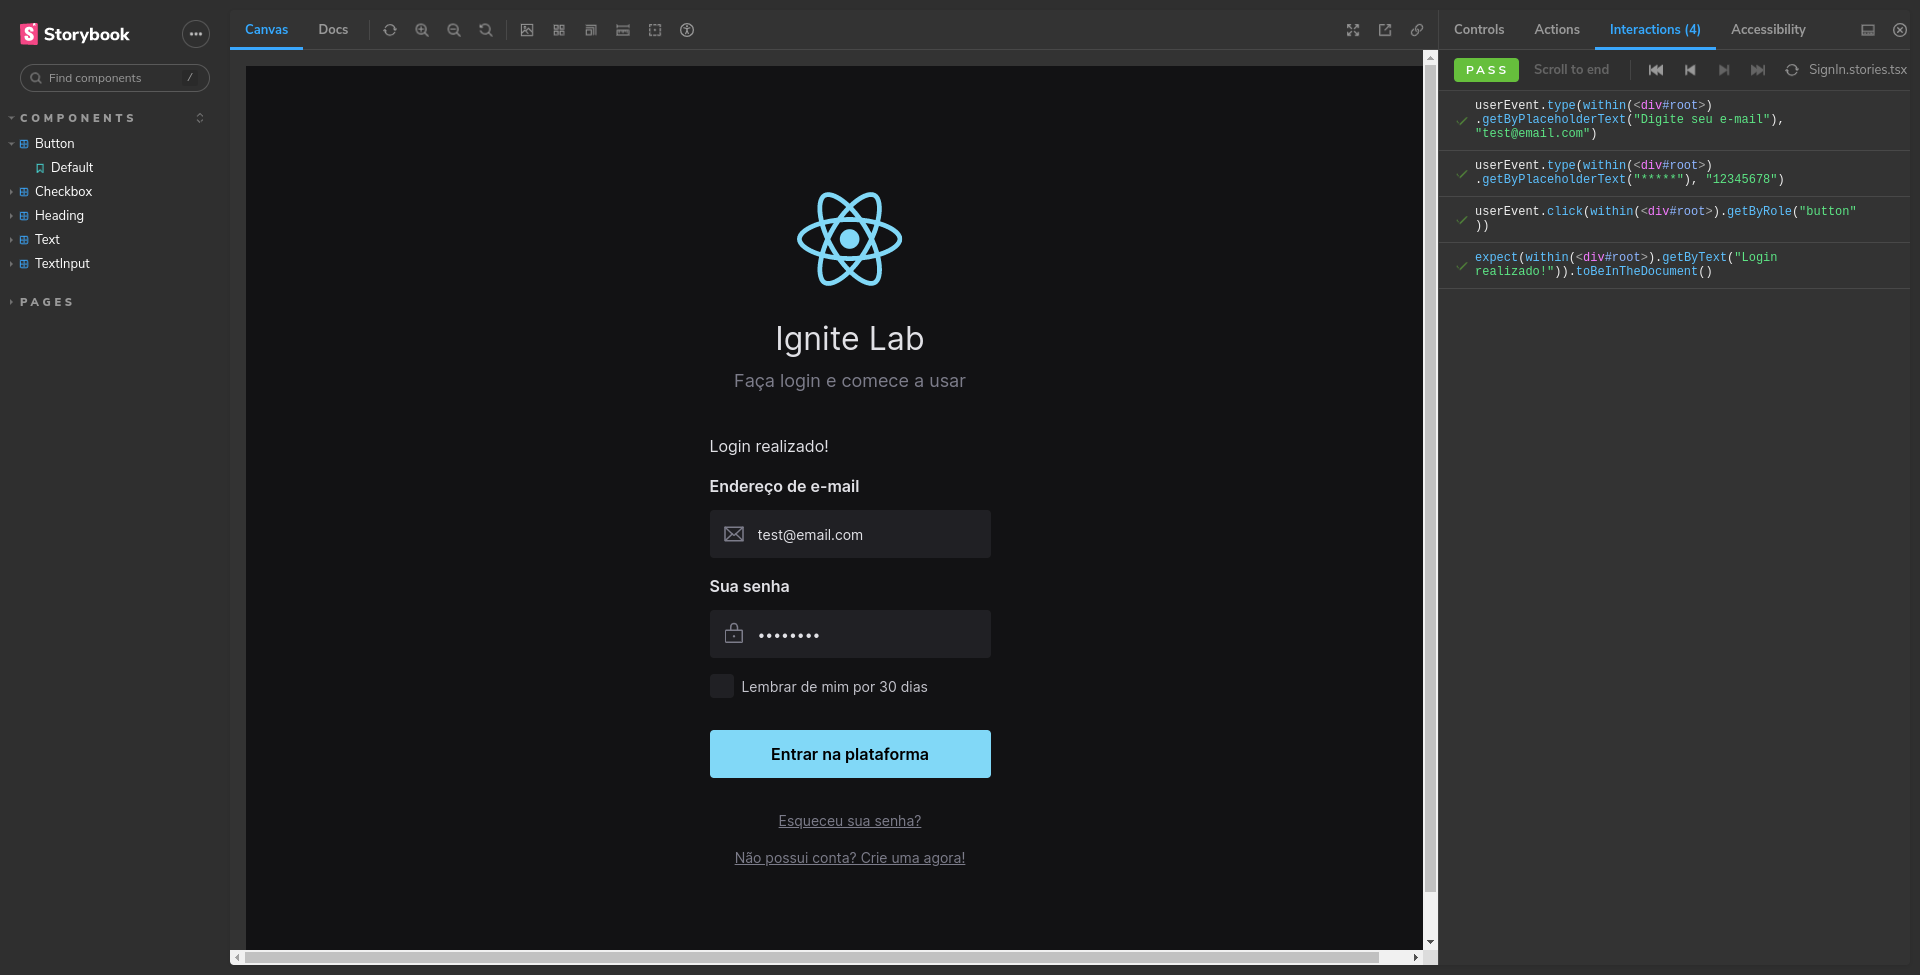 Storybook
Find components
/
COMPONENTS
Button
Default
Checkbox
Heading
Text
TextInput
PAGES
Canvas
Docs
Ignite Lab
Faça login e comece a usar
Login realizado!
Endereço de e-mail
test@email.com
Sua senha
••••••••
Lembrar de mim por 30 dias
Entrar na plataforma
Esqueceu sua senha?
Não possui conta? Crie uma agora!
Controls
Actions
Interactions (4)
Accessibility
PASS
Scroll to end
SignIn.stories.tsx
userEvent.type(within(<div#root>)
.getByPlaceholderText("Digite seu e-mail"),
"test@email.com")
userEvent.type(within(<div#root>)
.getByPlaceholderText("*****"), "12345678")
userEvent.click(within(<div#root>).getByRole("button"
))
expect(within(<div#root>).getByText("Login
realizado!")).toBeInTheDocument()